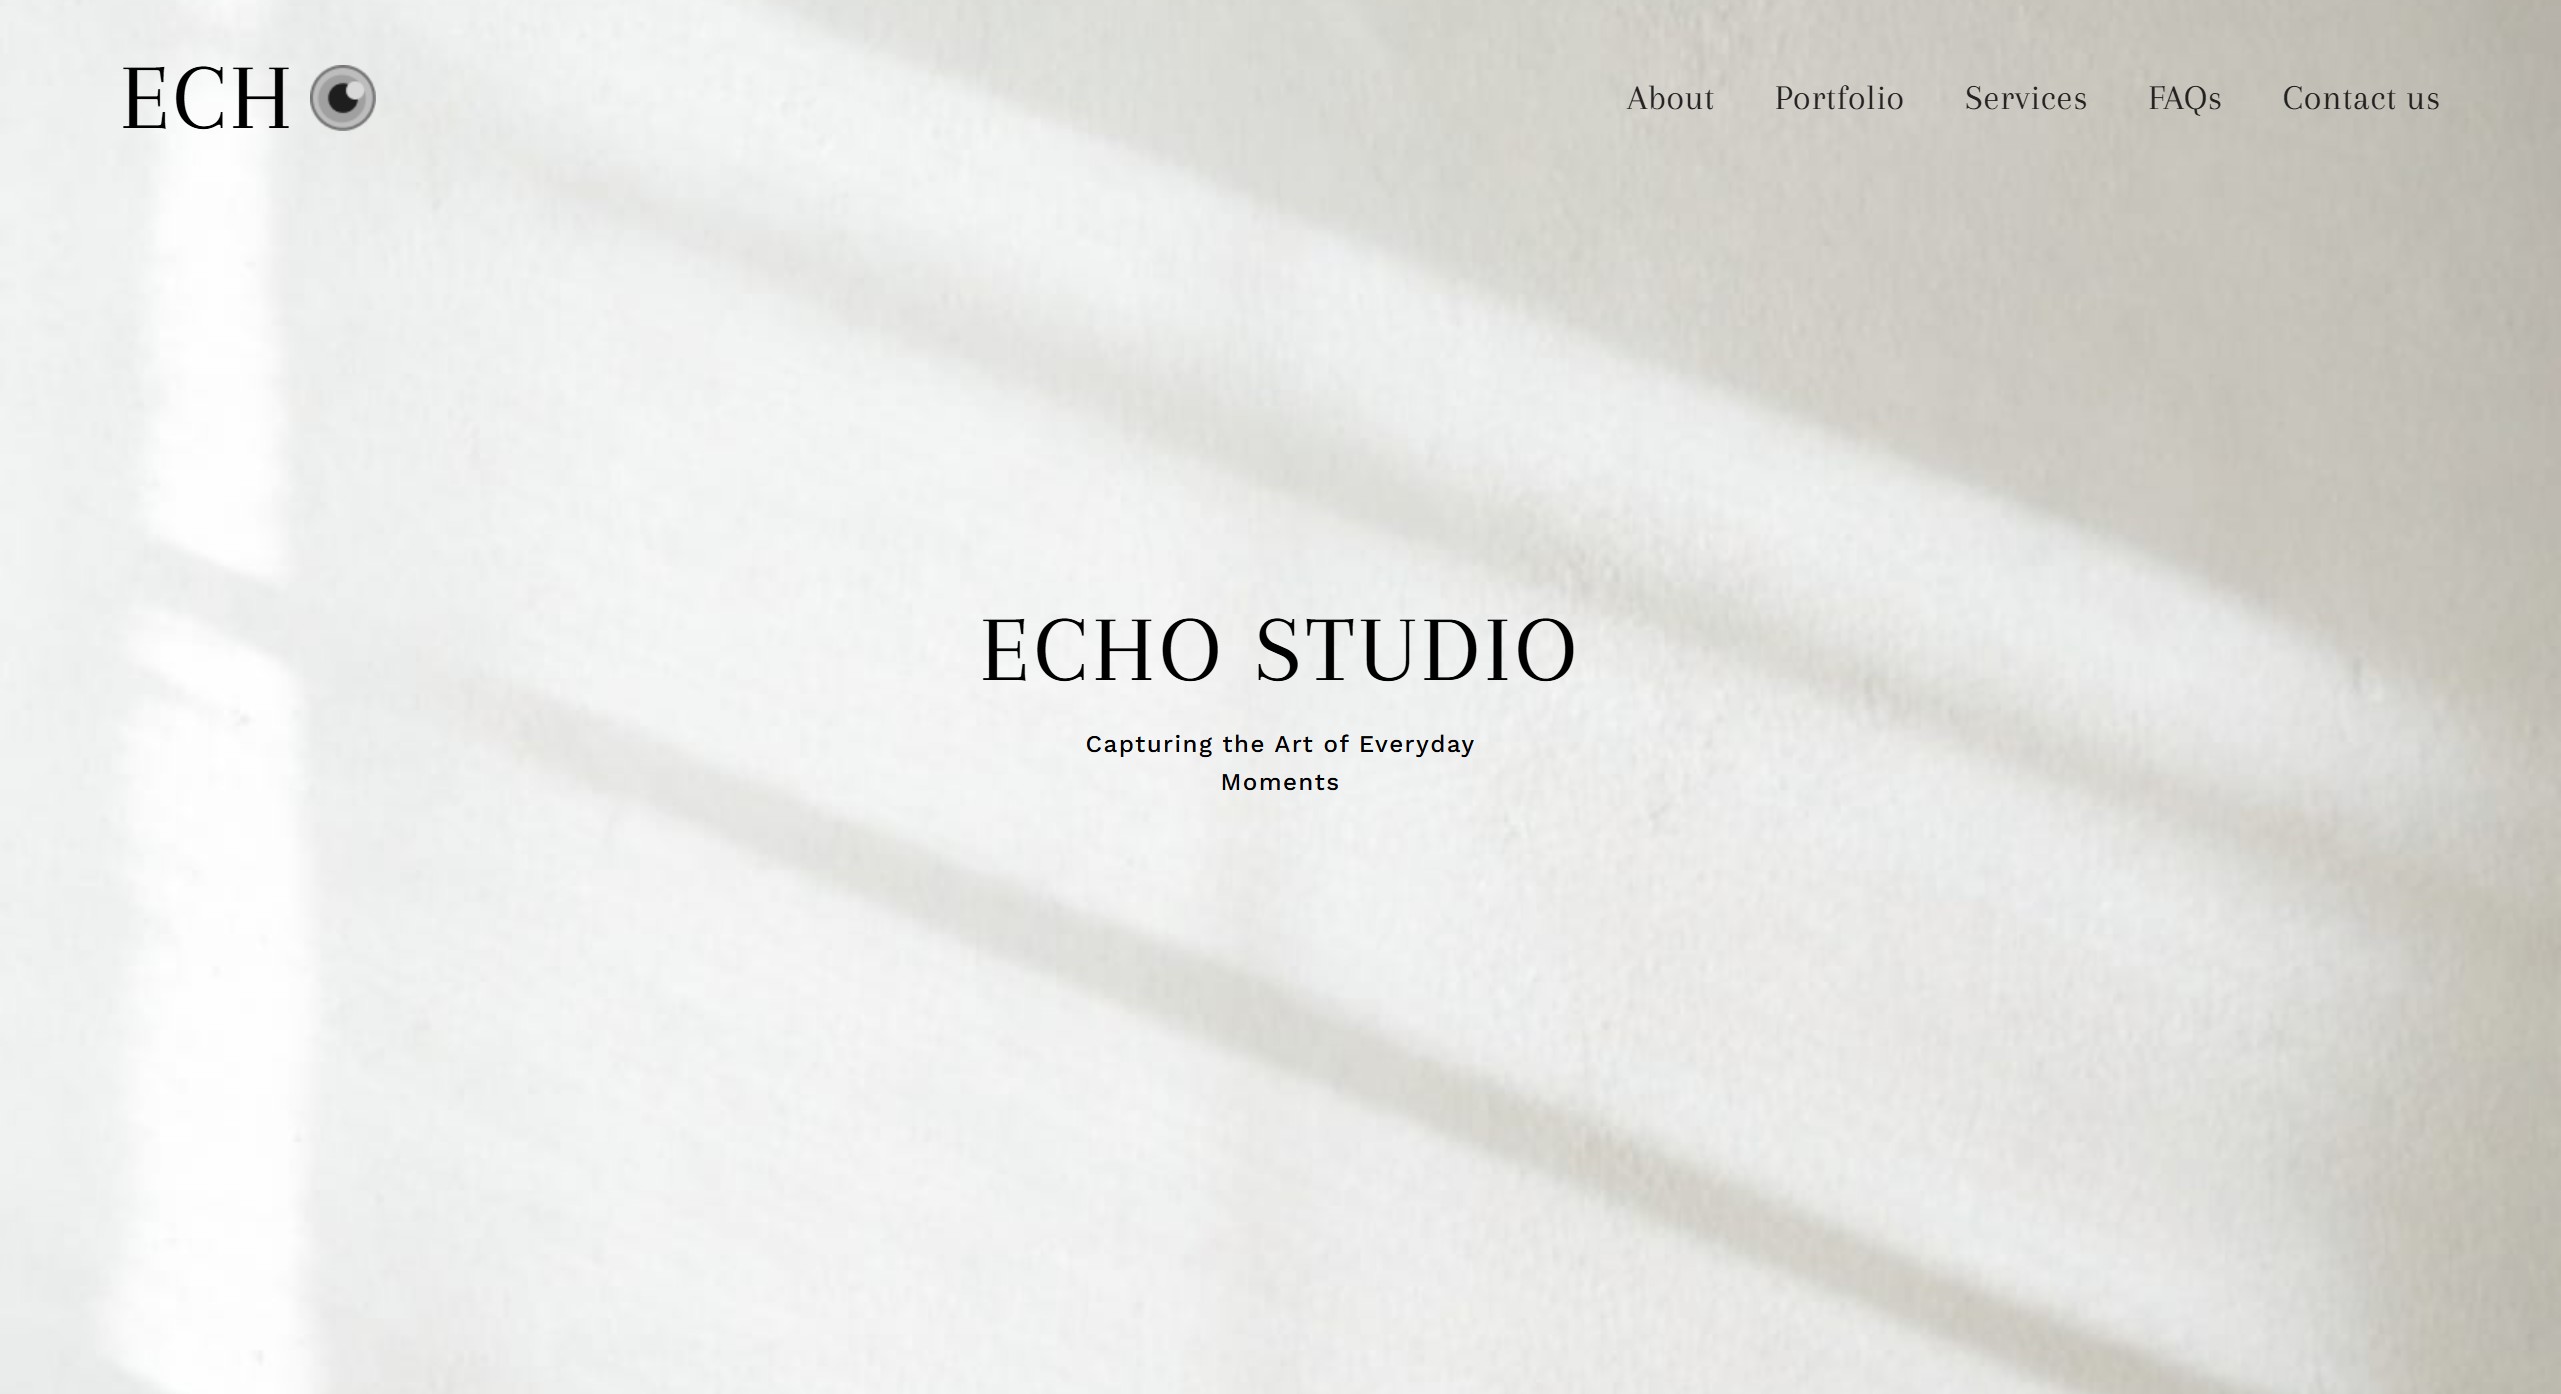 ECH
About Portfolio Services FAQs Contact us
ECHO STUDIO
Capturing the Art of Everyday
Moments